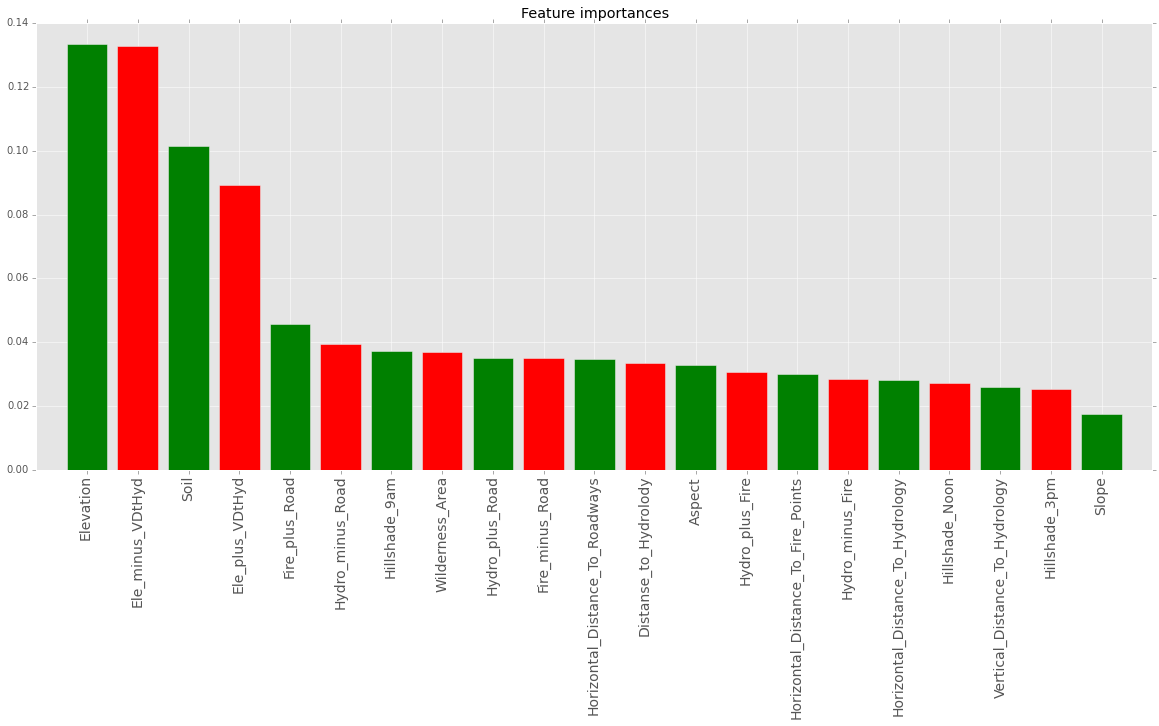 Feature importances
0.14
0.12
0.10
0.08
0.06
0.04
0.02
0.00
Elevation
Ele_minus_VDtHyd
Soil
Ele_plus_VDtHyd
Fire_plus_Road
Hydro_minus_Road
Hillshade_9am
Wilderness_Area
Hydro_plus_Road
Fire_minus_Road
Horizontal_Distance_To_Roadways
Distanse_to_Hydrolody
Aspect
Hydro_plus_Fire
Horizontal_Distance_To_Fire_Points
Hydro_minus_Fire
Horizontal_Distance_To_Hydrology
Hillshade_Noon
Vertical_Distance_To_Hydrology
Hillshade_3pm
Slope